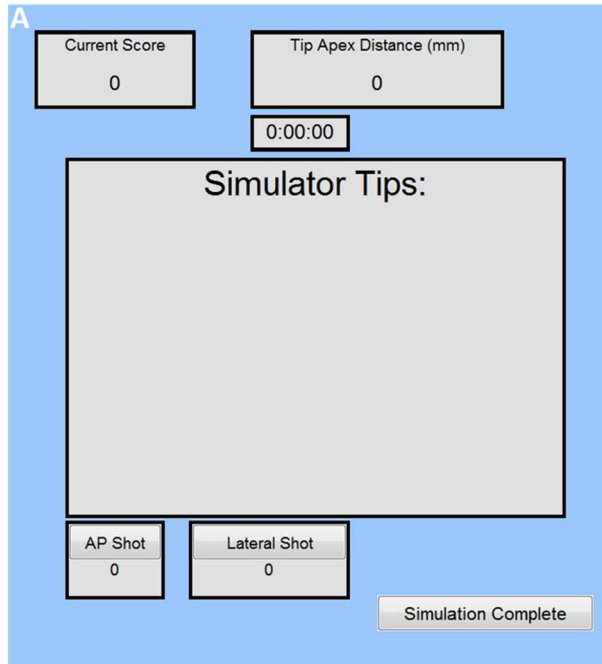 A
Current Score
0
Tip Apex Distance (mm)
0
0:00:00
Simulator Tips:
AP Shot
0
Lateral Shot
0
Simulation Complete